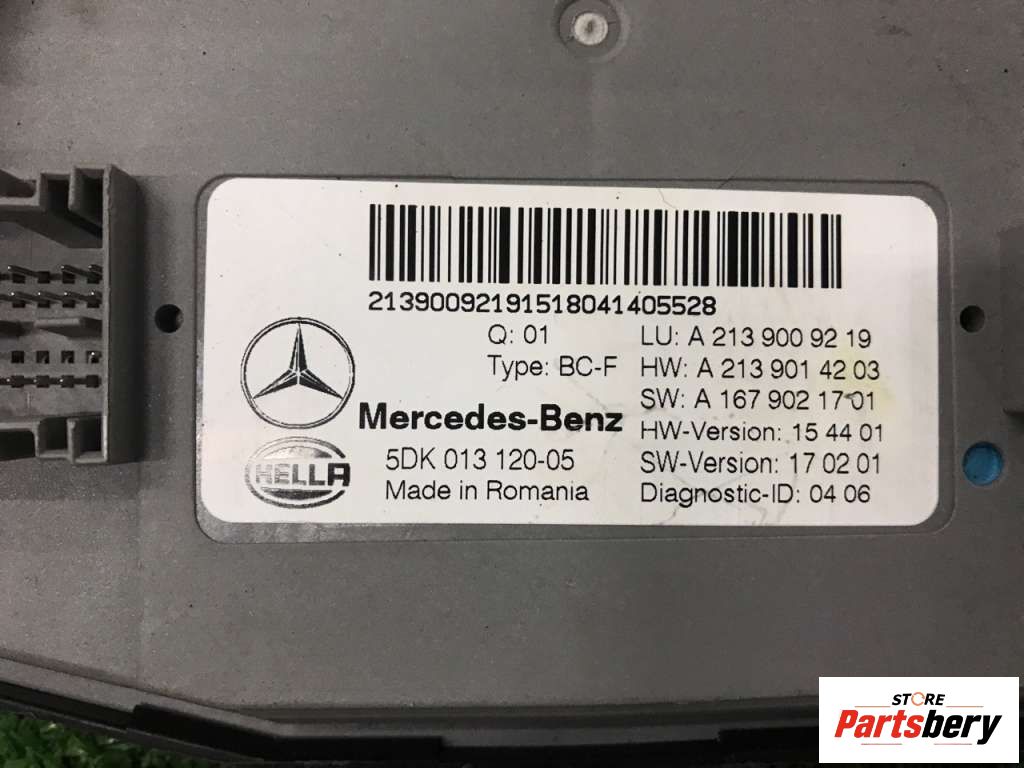 21390092191518041405528
Q: 01
Type: BC-F
LU: A 213 900 92 19
HW: A 213 901 42 03
SW: A 167 902 17 01
HW-Version: 15 44 01
SW-Version: 17 02 01
Diagnostic-ID: 04 06
Mercedes-Benz
HELLA
5DK 013 120-05
Made in Romania
STORE
Partsbery